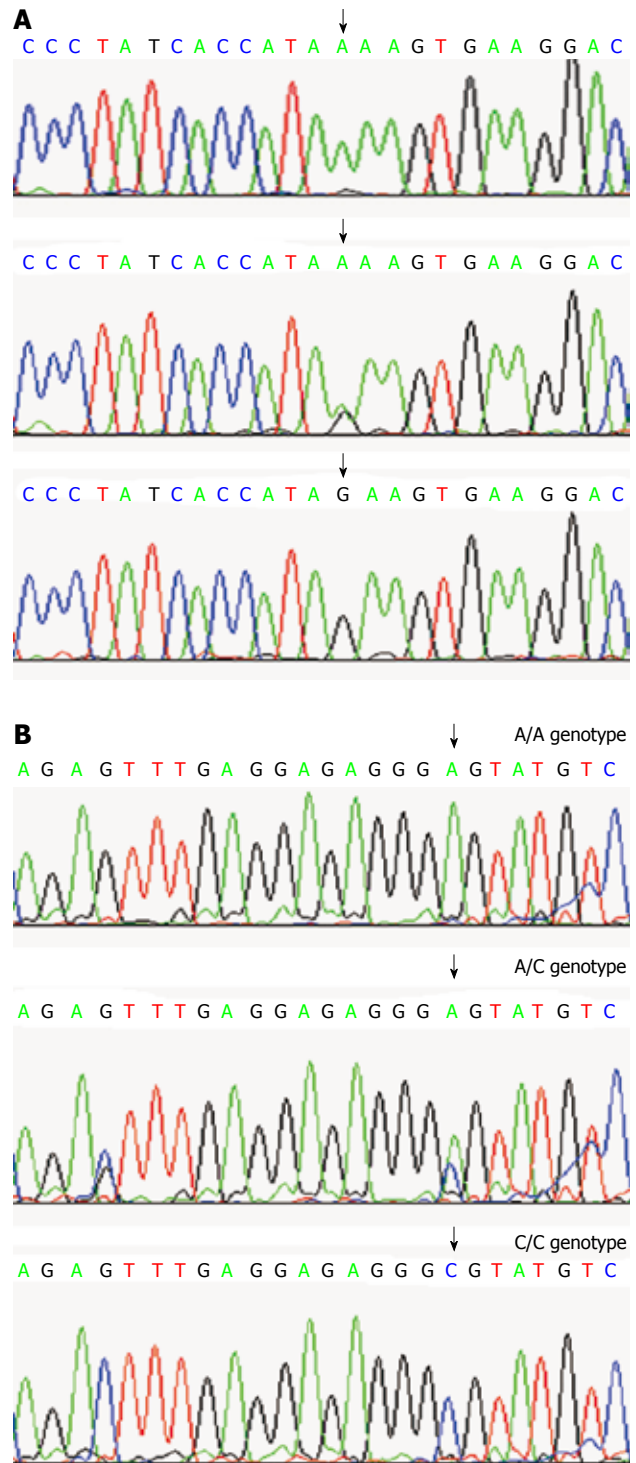 A
C C C T A T C A C C A T A A A A G T G A A G G A C
C C C T A T C A C C A T A A A A G T G A A G G A C
C C C T A T C A C C A T A G A A G T G A A G G A C
B
A/A genotype
A G A G T T T G A G G A G A G G G A G T A T G T C
A/C genotype
A G A G T T T G A G G A G A G G G A G T A T G T C
C/C genotype
A G A G T T T G A G G A G A G G G C G T A T G T C